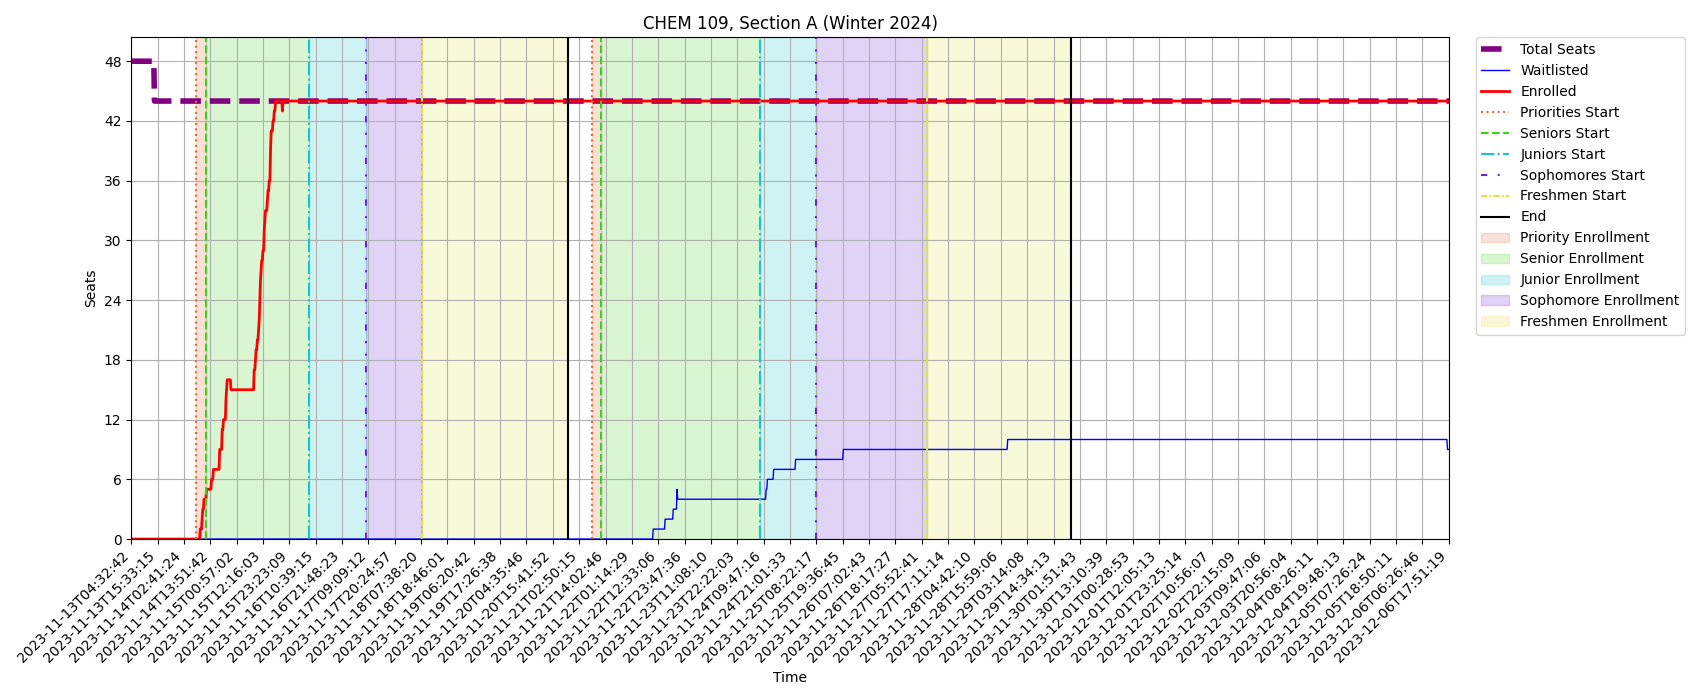 CHEM 109, Section A (Winter 2024)
Seats
48
42
36
30
24
18
12
6
0
2023-11-13T04:32:42
2023-11-13T15:33:15
2023-11-14T02:41:24
2023-11-14T13:51:42
2023-11-15T00:57:02
2023-11-15T12:16:03
2023-11-15T23:23:09
2023-11-16T10:39:15
2023-11-16T21:48:23
2023-11-17T09:09:12
2023-11-17T20:24:57
2023-11-18T07:38:20
2023-11-18T18:46:01
2023-11-19T06:20:42
2023-11-19T17:26:38
2023-11-20T04:35:46
2023-11-20T15:41:52
2023-11-21T02:50:15
2023-11-21T14:02:46
2023-11-22T01:14:29
2023-11-22T12:33:06
2023-11-22T23:47:36
2023-11-23T11:08:10
2023-11-23T22:22:03
2023-11-24T09:47:16
2023-11-24T21:01:33
2023-11-25T08:22:17
2023-11-25T19:36:45
2023-11-26T07:02:43
2023-11-26T18:17:27
2023-11-27T05:52:41
2023-11-27T17:11:14
2023-11-28T04:42:10
2023-11-28T15:59:06
2023-11-29T03:14:08
2023-11-29T14:34:13
2023-11-30T01:51:43
2023-11-30T13:10:39
2023-12-01T00:28:53
2023-12-01T12:05:13
2023-12-01T23:25:14
2023-12-02T10:56:07
2023-12-02T22:15:09
2023-12-03T09:47:06
2023-12-03T20:56:04
2023-12-04T08:26:11
2023-12-04T19:48:13
2023-12-05T07:26:24
2023-12-05T18:50:11
2023-12-06T06:26:46
2023-12-06T17:51:19
Time
Total Seats
Waitlisted
Enrolled
Priorities Start
Seniors Start
Juniors Start
Sophomores Start
Freshmen Start
End
Priority Enrollment
Senior Enrollment
Junior Enrollment
Sophomore Enrollment
Freshmen Enrollment